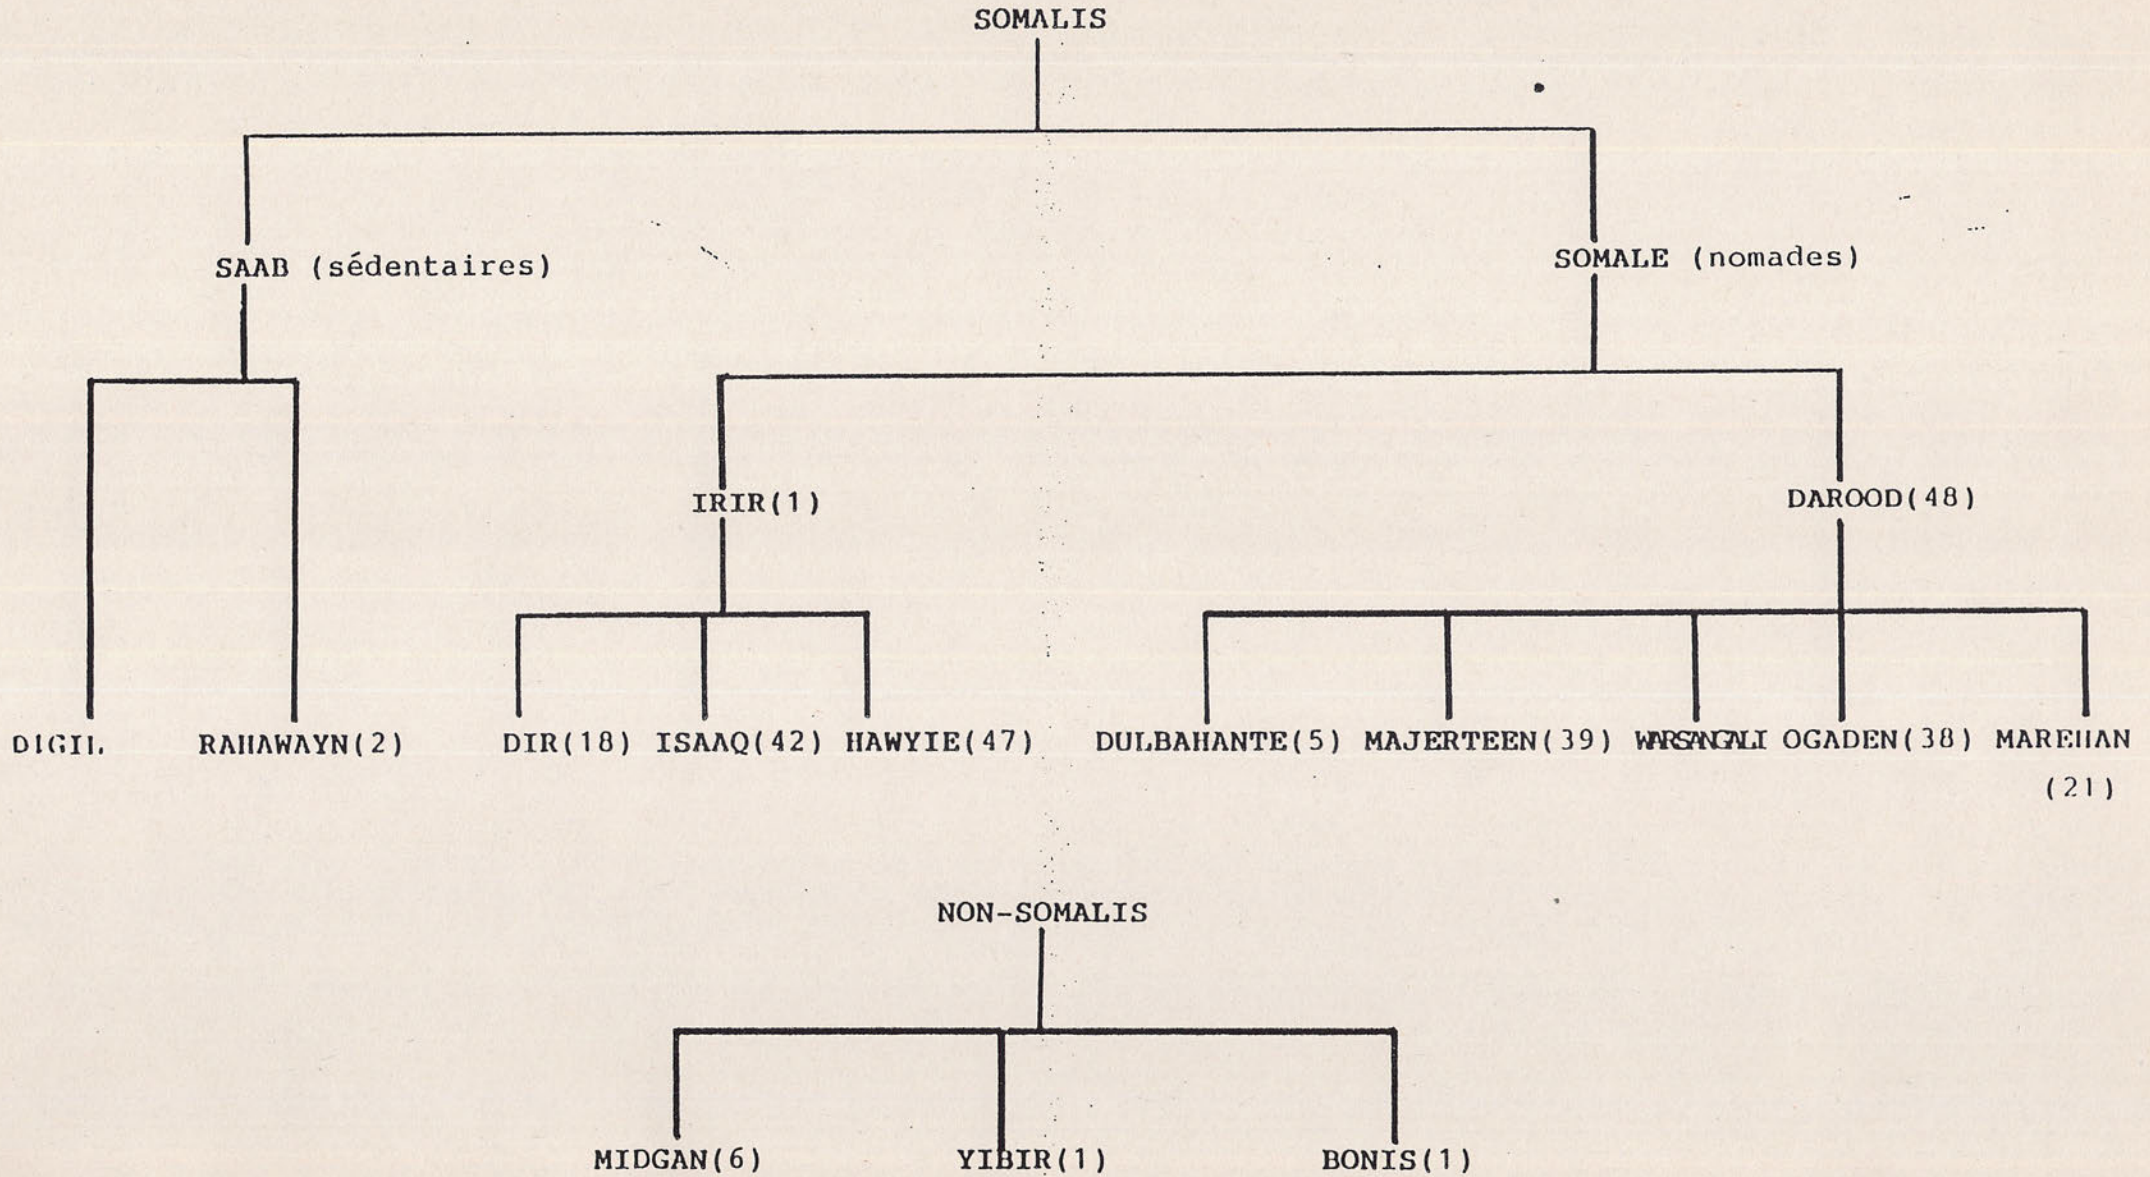 SOMALIS
SAAB (sédentaires)
SOMALE (nomades)
IRIR(1)
DAROOD(48)
DIGIL RAHAWAYN(2) DIR(18) ISAAQ(42) HAWYIE(47) DULBAHANTE(5) MAJERTEEN(39) WARSANGALI OGADEN(38) MAREHAN
(21)
NON-SOMALIS
MIDGAN(6) YIBIR(1) BONIS(1)